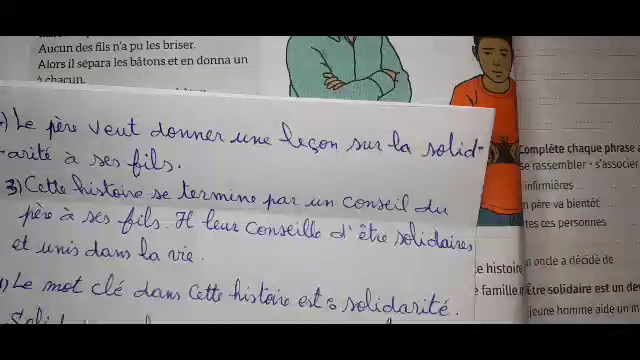 Aucun des fils n'a pu les briser.
Alors il sépara les bâtons et en donna un
à chacun.
) Le père veut donner une leçon sur la solid-
-arité à ses fils.
3) Cette histoire se termine par un conseil du
père à ses fils. Il leur conseille d'être solidaires
et unis dans la vie.
) Le mot clé dans cette histoire est : solidarité.
Complète chaque phrase a
se rassembler • s'associer
infirmières
n père va bientôt
tes ces personnes
e histoire
n oncle a décidé de
e famille
Être solidaire est un de
jeune homme aide un m